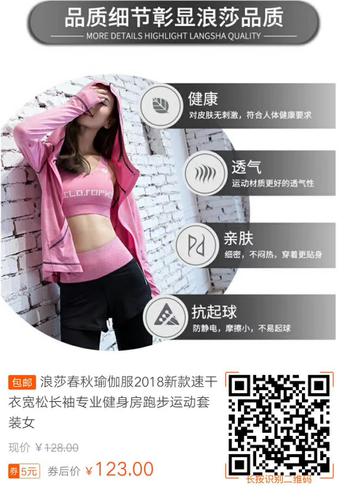 品质细节彰显浪莎品质
MORE DETAILS HIGHLIGHT LANGSHA QUALITY
健康
对皮肤无刺激，符合人体健康要求
透气
运动材质更好的透气性
CLOSOPHY
亲肤
细密，不闷热，穿着更贴身
抗起球
防静电，摩擦小，不易起球
包邮 浪莎春秋瑜伽服2018新款速干
衣宽松长袖专业健身房跑步运动套
装女
现价 ￥128.00
券 5元 券后价 ￥123.00
长按识别二维码